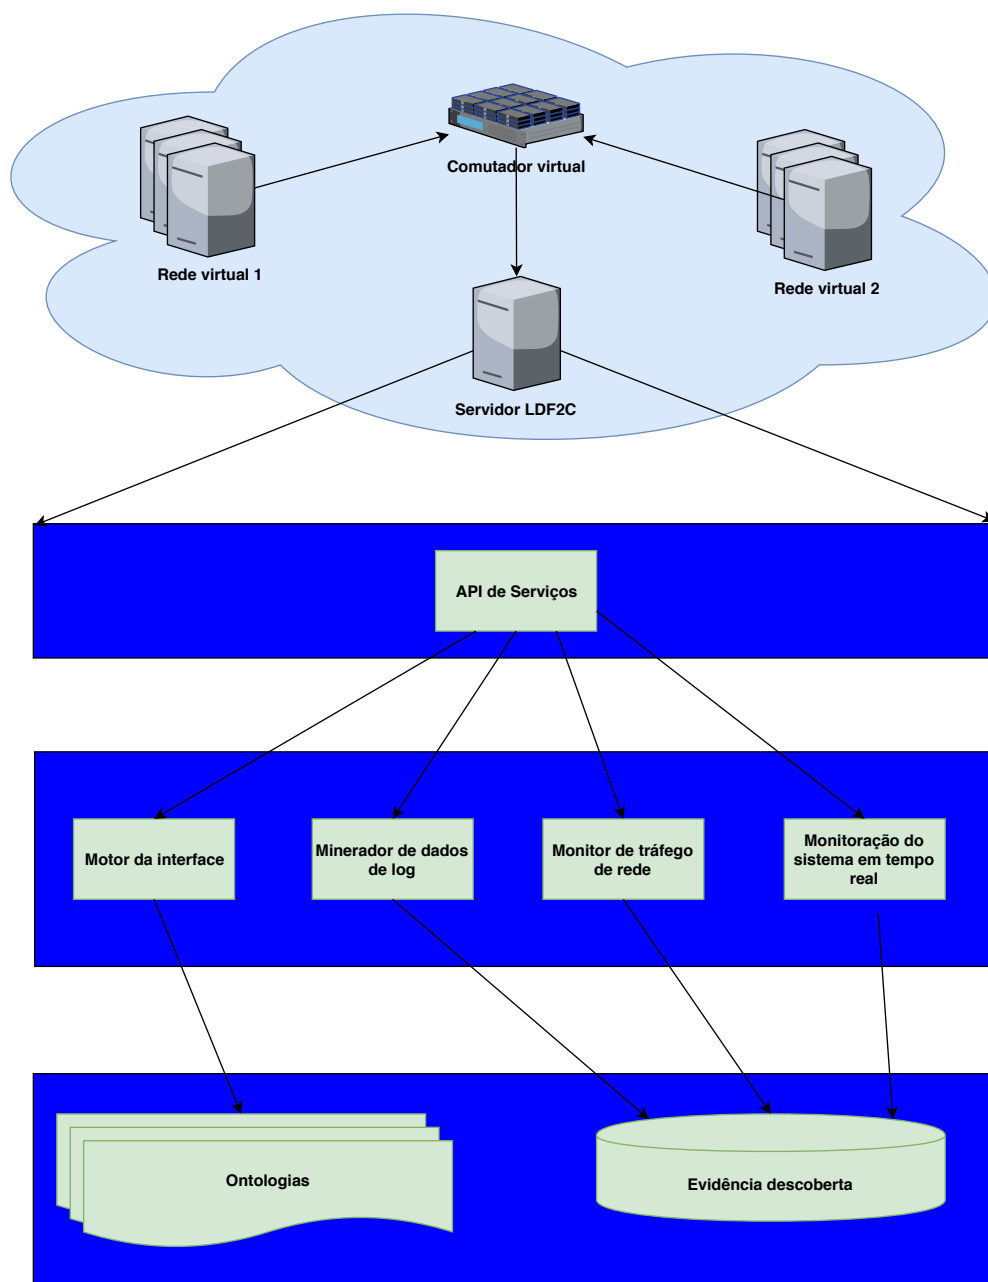 Comutador virtual
Rede virtual 1
Rede virtual 2
Servidor LDF2C
API de Serviços
Motor da interface
Minerador de dados
de log
Monitor de tráfego
de rede
Monitoração do
sistema em tempo
real
Ontologias
Evidência descoberta